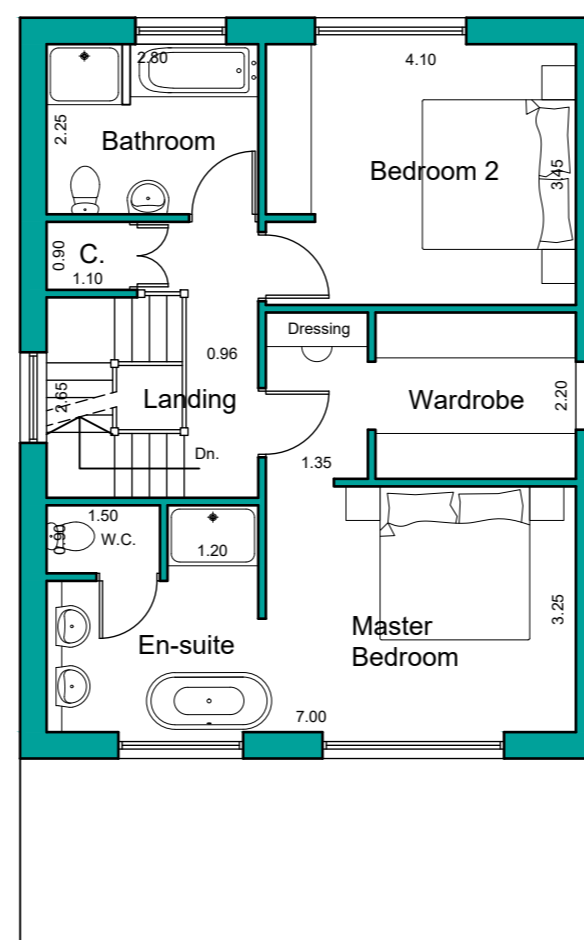 2.80
4.10
2.25
Bathroom
Bedroom 2
3.45
C.
0.90
1.10
Dressing
0.96
2.65
Landing
Wardrobe
2.20
Dn.
1.35
1.50
0.90
W.C.
1.20
3.25
Master
Bedroom
En-suite
7.00